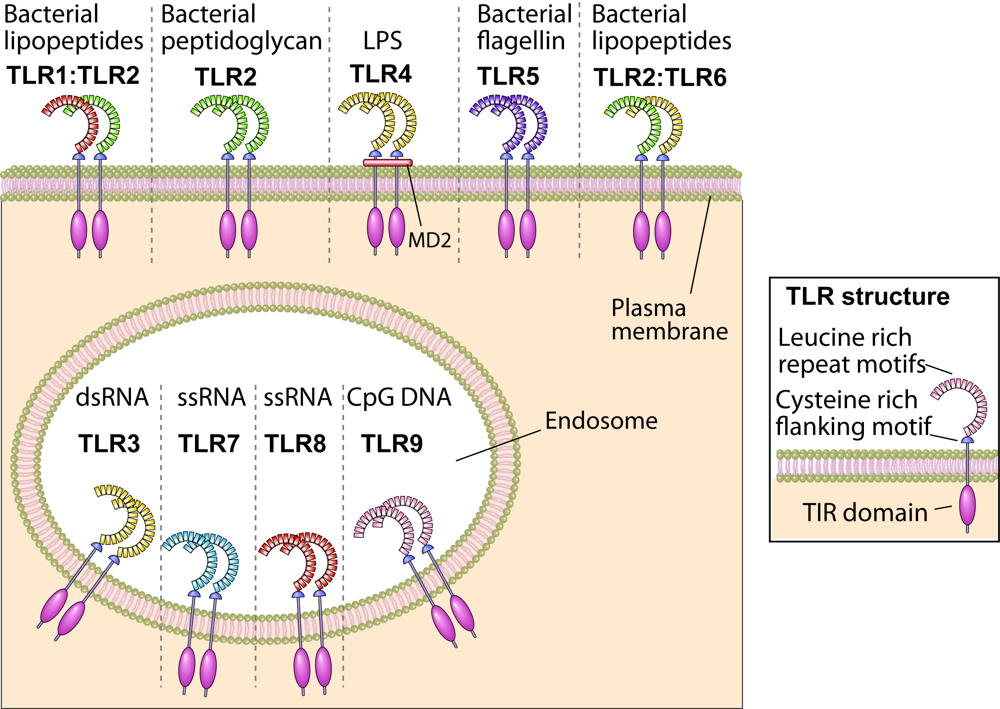 Bacterial
lipopeptides
TLR1:TLR2
Bacterial
peptidoglycan
TLR2
LPS
TLR4
Bacterial
flagellin
TLR5
Bacterial
lipopeptides
TLR2:TLR6
MD2
Plasma
membrane
dsRNA
TLR3
ssRNA
TLR7
ssRNA
TLR8
CpG DNA
TLR9
Endosome
TLR structure
Leucine rich
repeat motifs
Cysteine rich
flanking motif
TIR domain